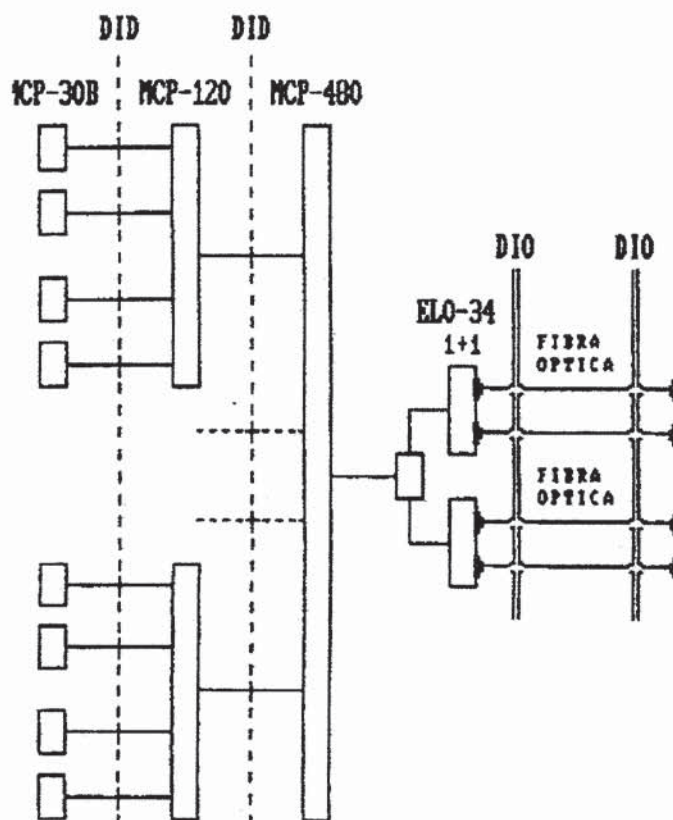 DID DID
MCP-30B MCP-120 MCP-480
DIO DIO
ELO-34
1+1
FIBRA
OPTICA
FIBRA
OPTICA